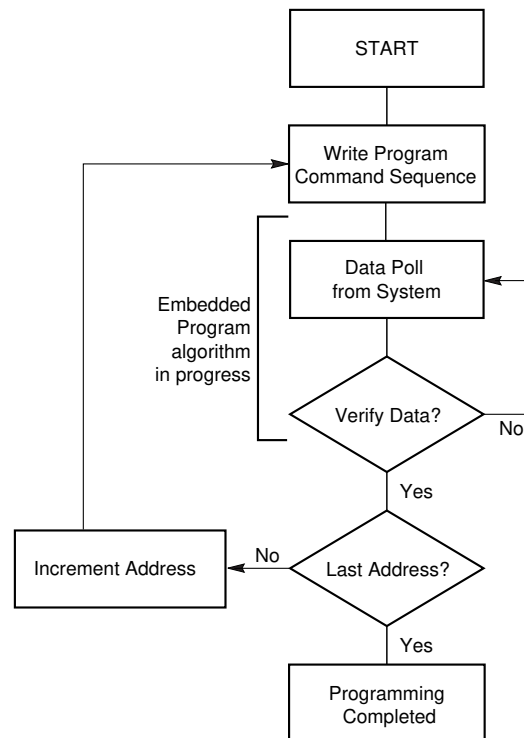 START
Write Program
Command Sequence
Data Poll
from System
Embedded
Program
algorithm
in progress
Verify Data?
No
Yes
No
Increment Address
Last Address?
Yes
Programming
Completed